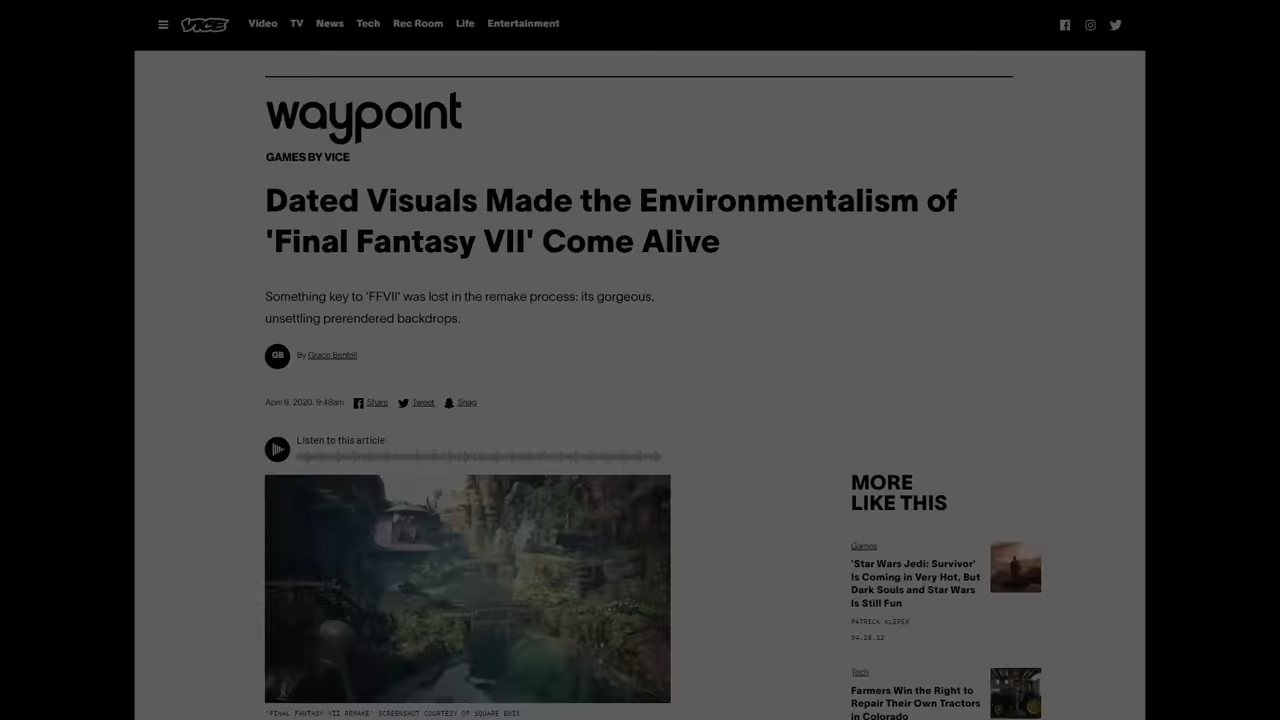 VICE
Video TV News Tech Rec Room Life Entertainment
waypoint
GAMES BY VICE
Dated Visuals Made the Environmentalism of
'Final Fantasy VII' Come Alive
Something key to 'FFVII' was lost in the remake process: its gorgeous,
unsettling prerendered backdrops.
GB By Grace Benfell
April 9, 2020, 9:48am Share Tweet Snap
Listen to this article
'FINAL FANTASY VII REMAKE' SCREENSHOT COURTESY OF SQUARE ENIX
MORE
LIKE THIS
Games
'Star Wars Jedi: Survivor'
Is Coming in Very Hot, But
Dark Souls and Star Wars
Is Still Fun
PATRICK KLEPEK
Tech
Farmers Win the Right to
Repair Their Own Tractors
in Colorado